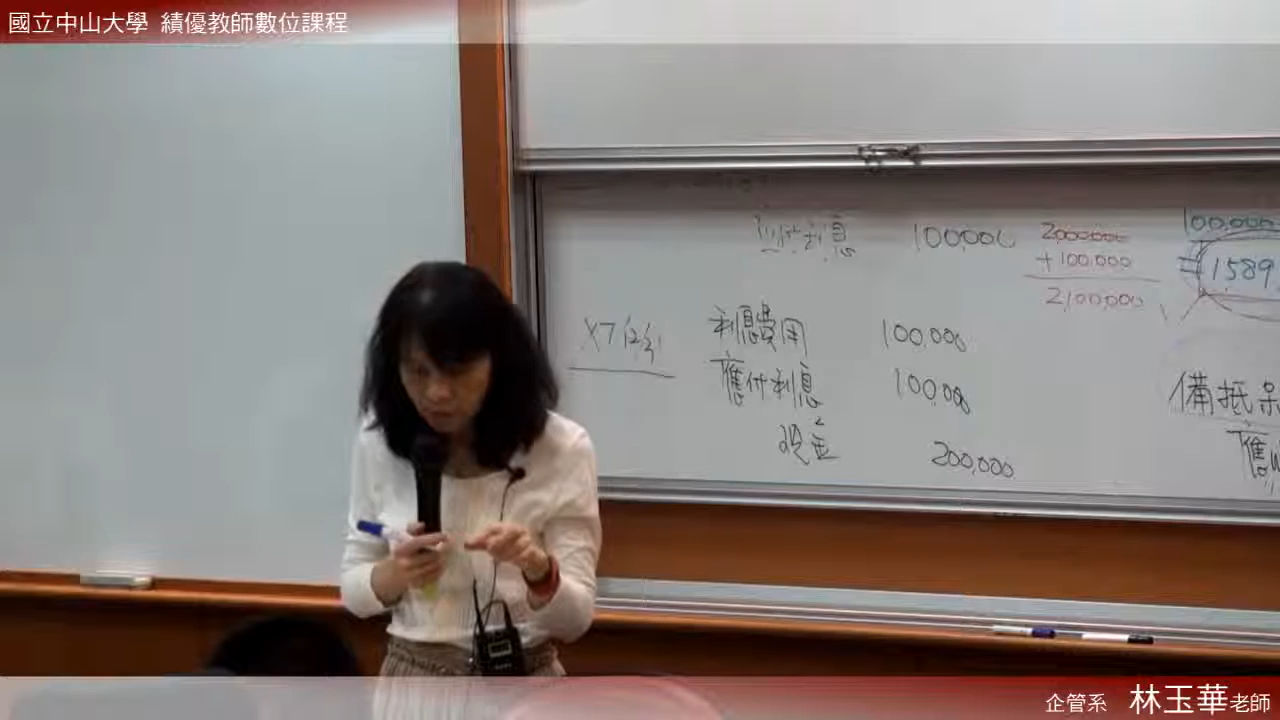 國立中山大學 績優教師數位課程
應付利息 100,000
2,000,000
+100,000
2,100,000
100,000
=1589
X7
利息費用 100,000
應付利息 100,000
現金 200,000
備抵呆
應收
企管系 林玉華老師